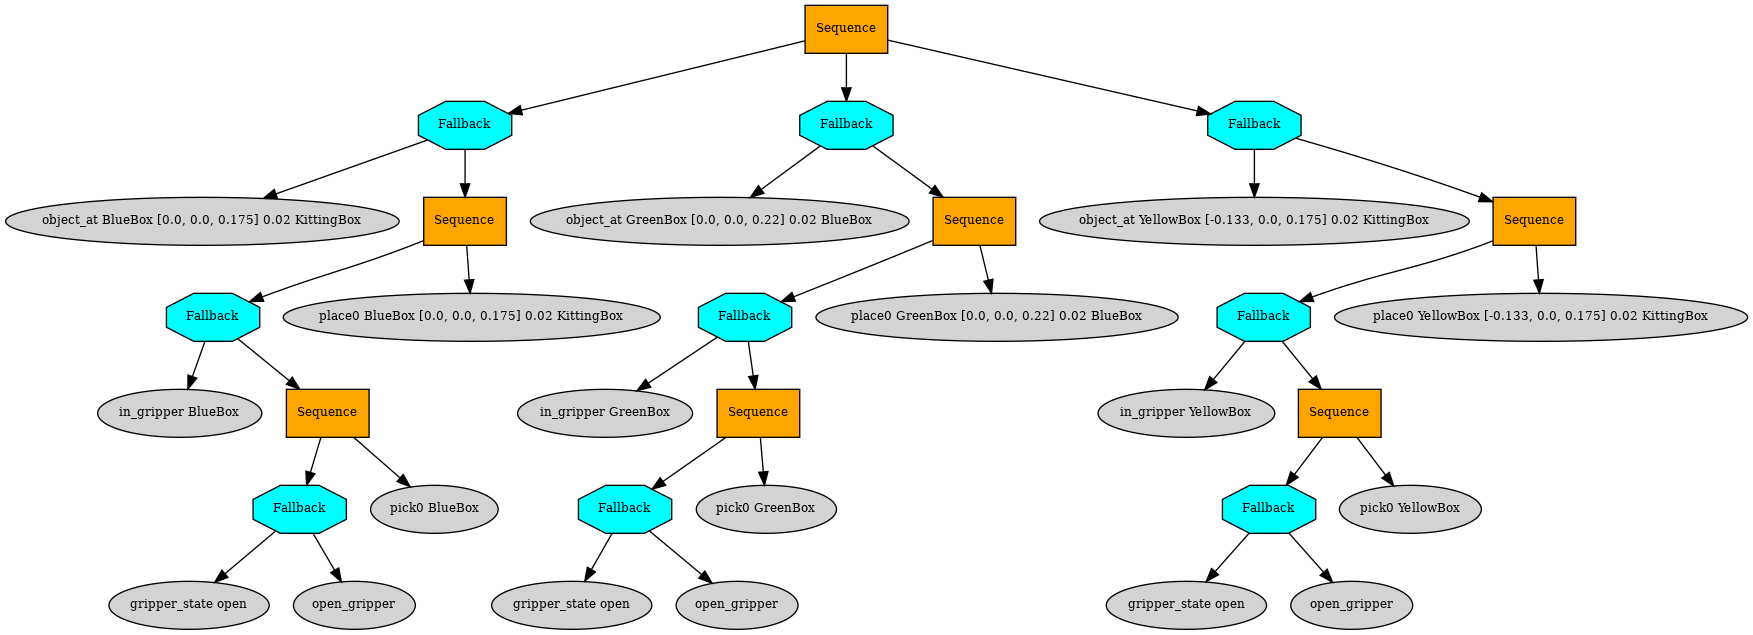 Sequence
Fallback
Fallback
Fallback
object_at BlueBox [0.0, 0.0, 0.175] 0.02 KittingBox
Sequence
object_at GreenBox [0.0, 0.0, 0.22] 0.02 BlueBox
Sequence
object_at YellowBox [-0.133, 0.0, 0.175] 0.02 KittingBox
Sequence
Fallback
place0 BlueBox [0.0, 0.0, 0.175] 0.02 KittingBox
Fallback
place0 GreenBox [0.0, 0.0, 0.22] 0.02 BlueBox
Fallback
place0 YellowBox [-0.133, 0.0, 0.175] 0.02 KittingBox
in_gripper BlueBox
Sequence
in_gripper GreenBox
Sequence
in_gripper YellowBox
Sequence
Fallback
pick0 BlueBox
Fallback
pick0 GreenBox
Fallback
pick0 YellowBox
gripper_state open
open_gripper
gripper_state open
open_gripper
gripper_state open
open_gripper